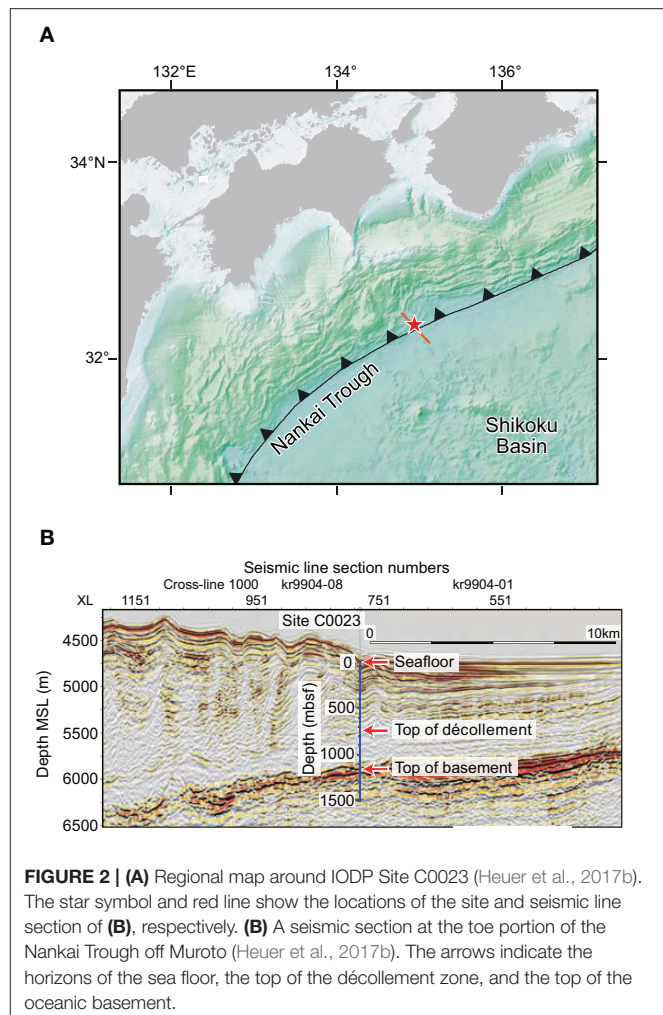 A
132°E 134° 136°
34°N
32°
Nankai Trough
Shikoku
Basin
B
Seismic line section numbers
Cross-line 1000 kr9904-08 kr9904-01
XL 1151 951 751 551
Site C0023
0 10km
4500
0
Seafloor
5000
500
5500
Top of décollement
1000
Top of basement
6000
1500
6500
Depth MSL (m)
Depth (mbsf)
FIGURE 2 | (A) Regional map around IODP Site C0023 (Heuer et al., 2017b).
The star symbol and red line show the locations of the site and seismic line
section of (B), respectively. (B) A seismic section at the toe portion of the
Nankai Trough off Muroto (Heuer et al., 2017b). The arrows indicate the
horizons of the sea floor, the top of the décollement zone, and the top of the
oceanic basement.